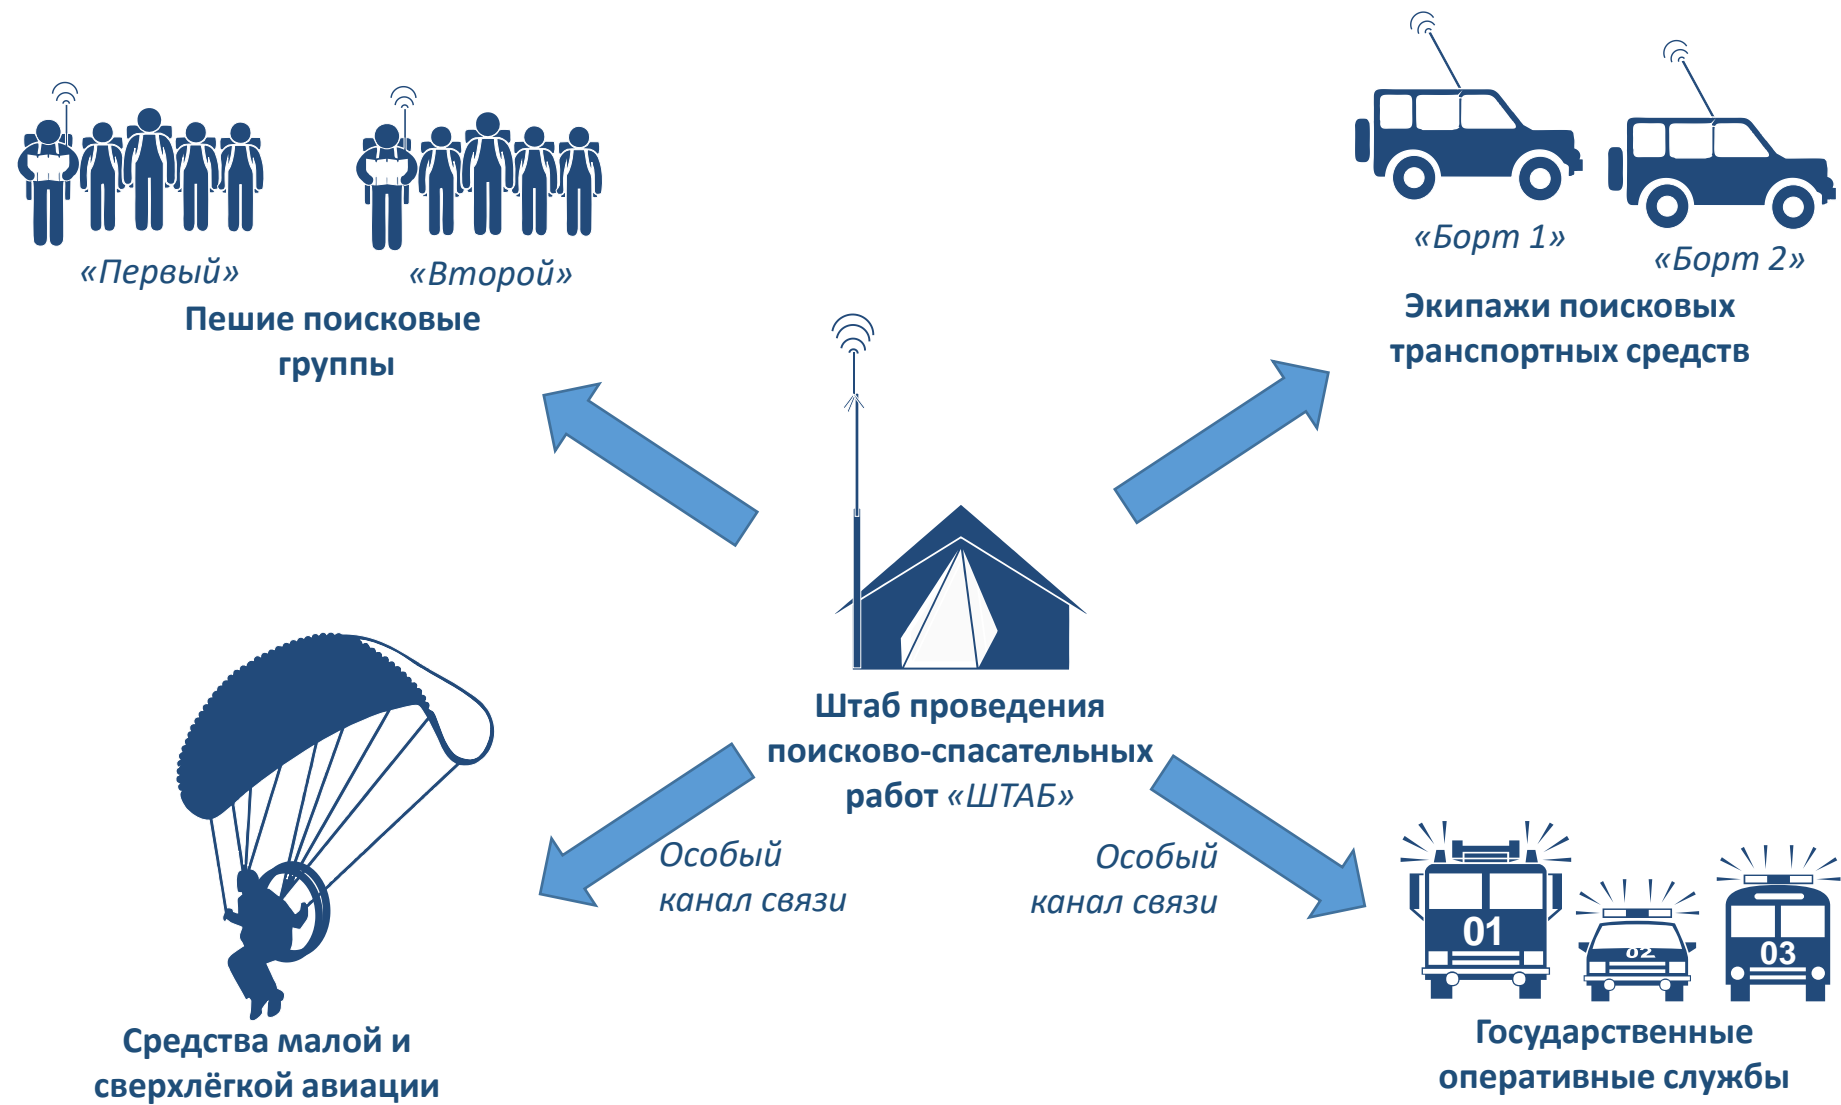 «Первый»
«Второй»
Пешие поисковые
группы
«Борт 1»
«Борт 2»
Экипажи поисковых
транспортных средств
Штаб проведения
поисково-спасательных
работ «ШТАБ»
Особый
канал связи
Особый
канал связи
Средства малой и
сверхлёгкой авиации
01
02
03
Государственные
оперативные службы